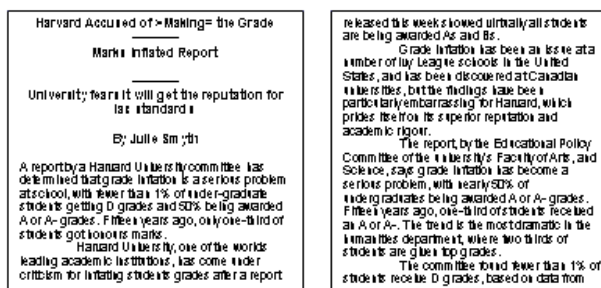 Harvard Accused of >Making= the Grade
Marks Inflated Report
University fears it will get the reputation for
lax standards
By Julie Smyth
A report by a Harvard University committee has
determined that grade inflation is a serious problem
at school, with fewer than 1% of under-graduate
students getting D grades and 50% being awarded
A or A- grades. Fifteen years ago, only one-third of
students got honours marks.
Harvard University, one of the worlds
leading academic institutions, has come under
criticism for inflating students grades after a report
released this week showed virtually all students
are being awarded As and Bs.
Grade inflation has been an issue at a
number of Ivy League schools in the United
States, and has been discovered at Canadian
universities, but the findings have been
particularly embarrassing for Harvard, which
prides itself on its superior reputation and
academic rigour.
The report, by the Educational Policy
Committee of the university's Faculty of Arts, and
Science, says grade inflation has become a
serious problem, with nearly 50% of
undergraduates being awarded A or A- grades.
Fifteen years ago, one-third of students received
an A or A-. The trend is the most dramatic in the
humanities department, where two thirds of
students are given top grades.
The committee found fewer than 1% of
students receive D grades, based on data from